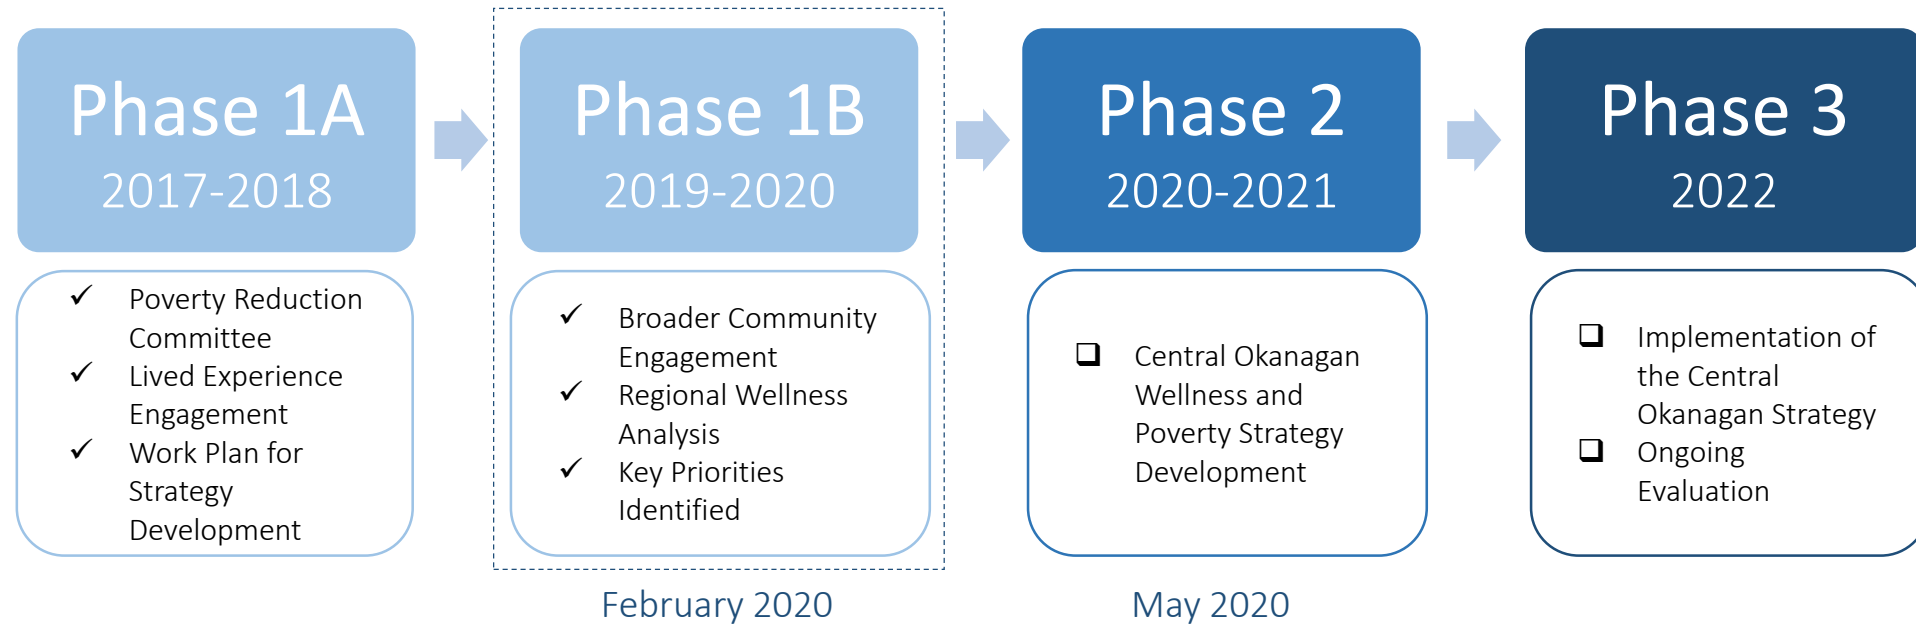 Phase 1A
2017-2018
Poverty Reduction
Committee
Lived Experience
Engagement
Work Plan for
Strategy
Development
Phase 1B
2019-2020
Broader Community
Engagement
Regional Wellness
Analysis
Key Priorities
Identified
February 2020
Phase 2
2020-2021
Central Okanagan
Wellness and
Poverty Strategy
Development
May 2020
Phase 3
2022
Implementation of
the Central
Okanagan Strategy
Ongoing
Evaluation